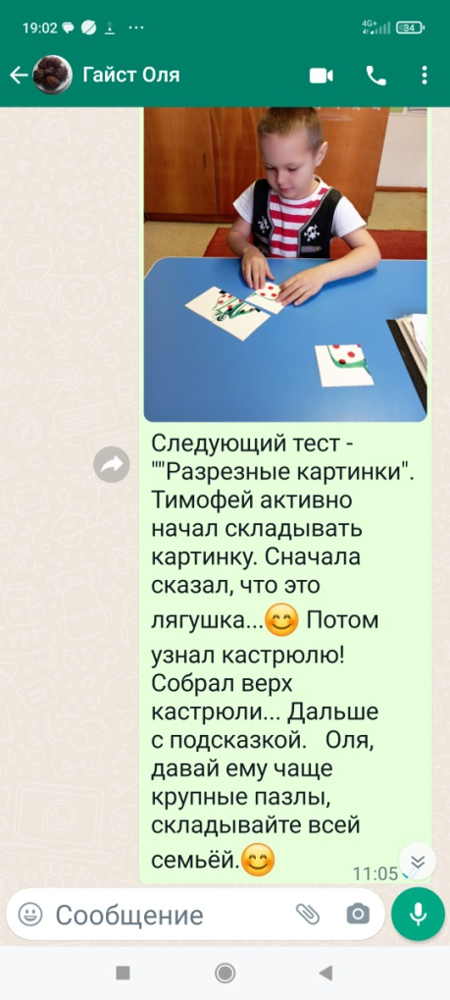 19:02
4G+
34
Гайст Оля
Следующий тест -
""Разрезные картинки".
Тимофей активно
начал складывать
картинку. Сначала
сказал, что это
лягушка...😊 Потом
узнал кастрюлю!
Собрал верх
кастрюли... Дальше
с подсказкой. Оля,
давай ему чаще
крупные пазлы,
складывайте всей
семьёй.😊
11:05
Сообщение